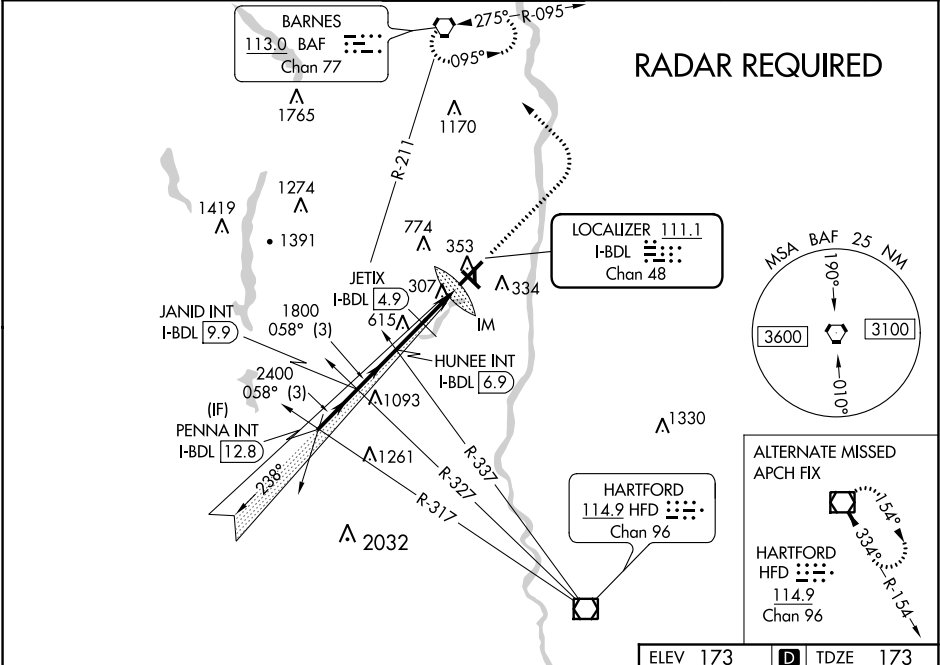 BARNES
113.0 BAF
Chan 77
275°
R-095
095°
RADAR REQUIRED
1765
1170
R-211
1274
1419
1391
774
353
LOCALIZER 111.1
I-BDL
Chan 48
334
307
JETIX
I-BDL 4.9
615
IM
JANID INT
I-BDL 9.9
1800
058° (3)
HUNEE INT
I-BDL 6.9
2400
058° (3)
1093
(IF)
PENNA INT
I-BDL 12.8
1330
1261
238°
R-337
R-327
R-317
2032
HARTFORD
114.9 HFD
Chan 96
MSA BAF 25 NM
190°
3600
3100
010°
ALTERNATE MISSED
APCH FIX
154°
334°
R-154
HARTFORD
HFD
114.9
Chan 96
ELEV 173 D TDZE 173